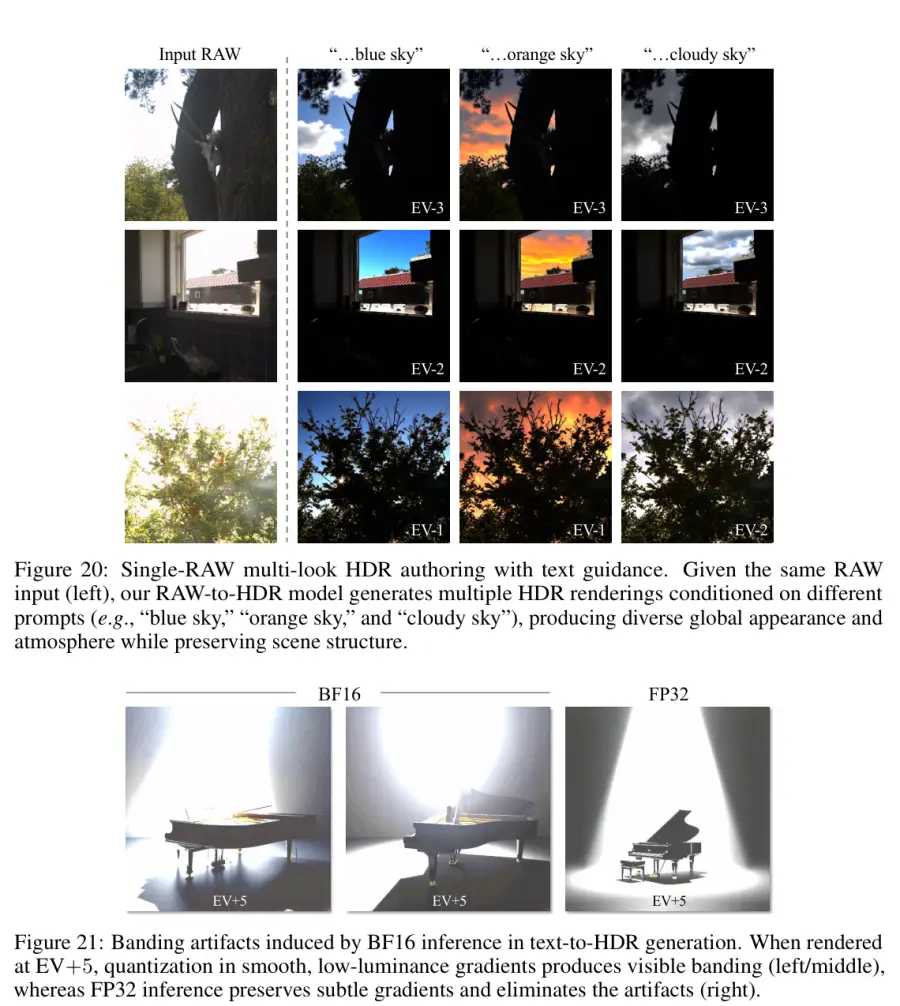 Input RAW “…blue sky” “…orange sky” “…cloudy sky”
EV-3 EV-3 EV-3
EV-2 EV-2 EV-2
EV-1 EV-1 EV-2
Figure 20: Single-RAW multi-look HDR authoring with text guidance. Given the same RAW
input (left), our RAW-to-HDR model generates multiple HDR renderings conditioned on different
prompts (e.g., “blue sky,” “orange sky,” and “cloudy sky”), producing diverse global appearance and
atmosphere while preserving scene structure.
BF16 FP32
EV+5 EV+5 EV+5
Figure 21: Banding artifacts induced by BF16 inference in text-to-HDR generation. When rendered
at EV+5, quantization in smooth, low-luminance gradients produces visible banding (left/middle),
whereas FP32 inference preserves subtle gradients and eliminates the artifacts (right).